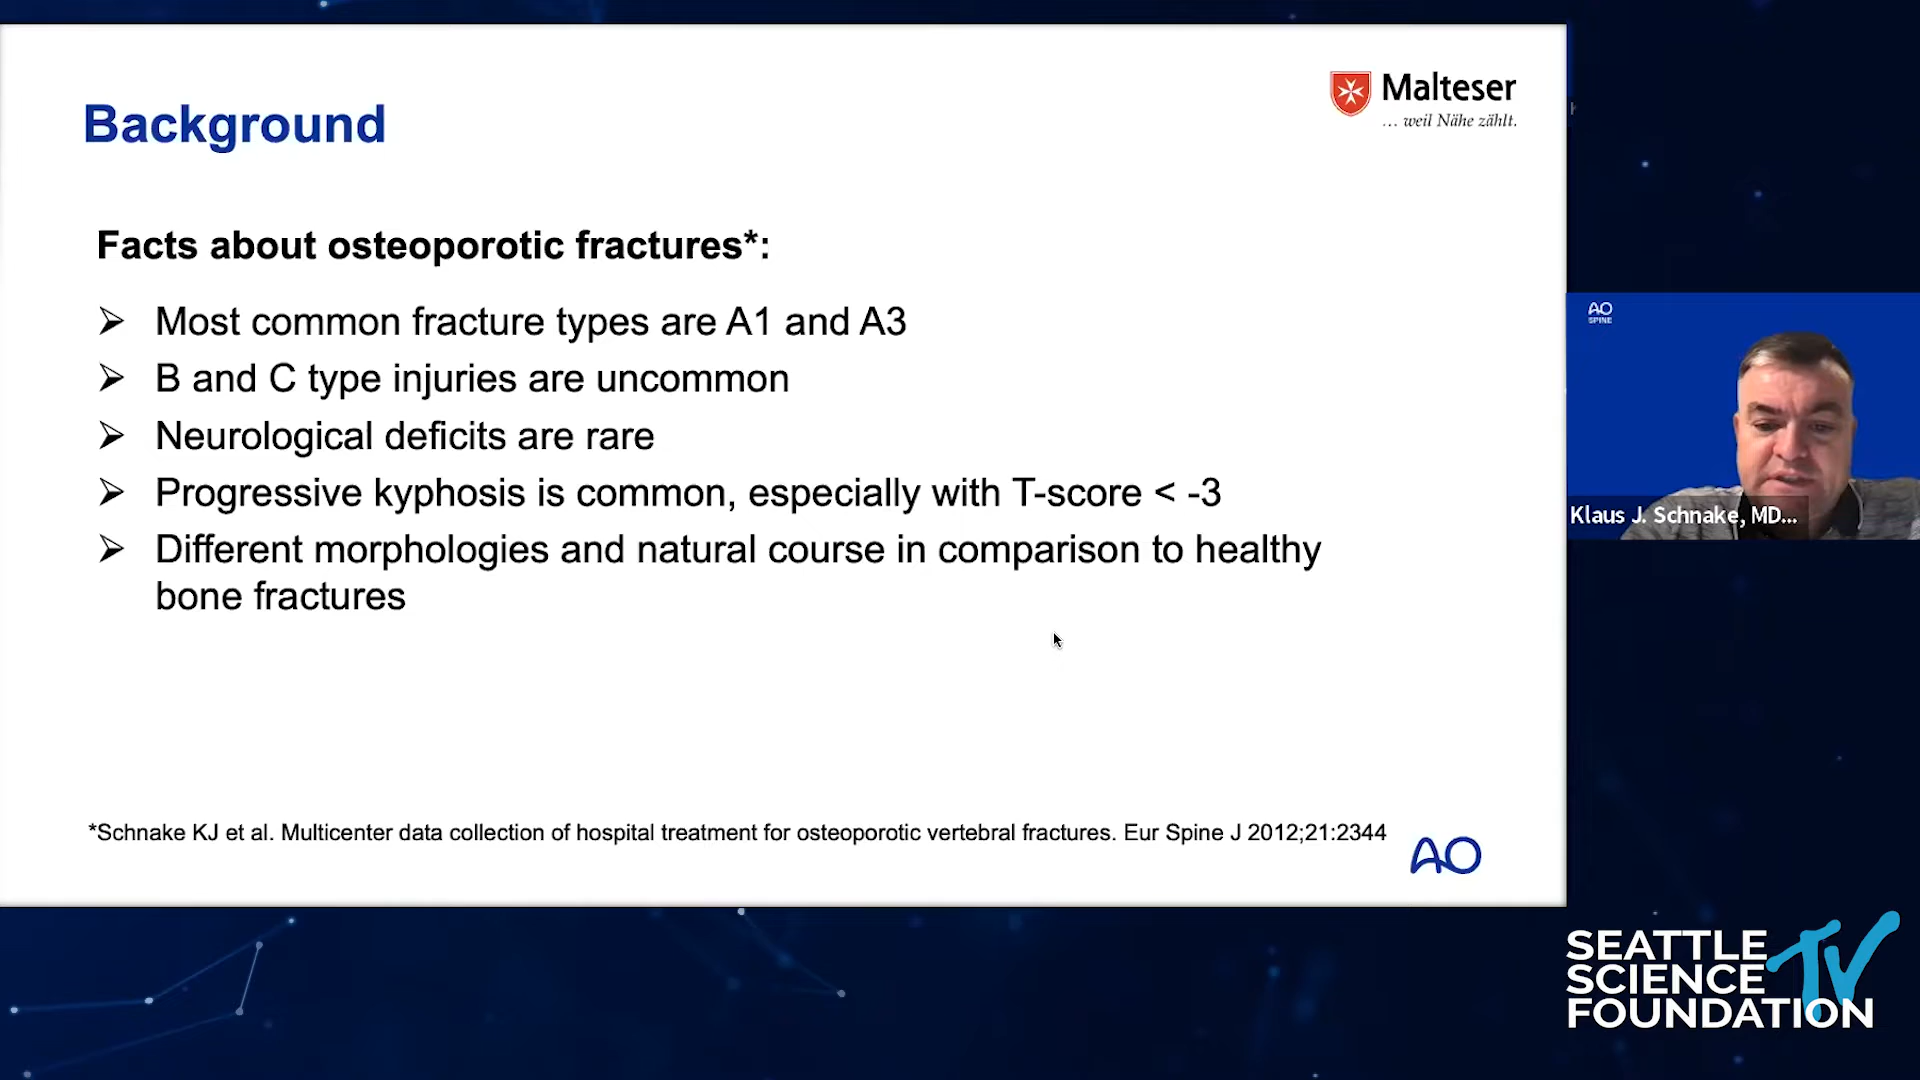 Background
Malteser
... weil Nähe zählt.
Facts about osteoporotic fractures*:
Most common fracture types are A1 and A3
B and C type injuries are uncommon
Neurological deficits are rare
Progressive kyphosis is common, especially with T-score < -3
Different morphologies and natural course in comparison to healthy
bone fractures
*Schnake KJ et al. Multicenter data collection of hospital treatment for osteoporotic vertebral fractures. Eur Spine J 2012;21:2344
AO
AO
SPINE
Klaus J. Schnake, MD...
SEATTLE
SCIENCE
FOUNDATION
TV